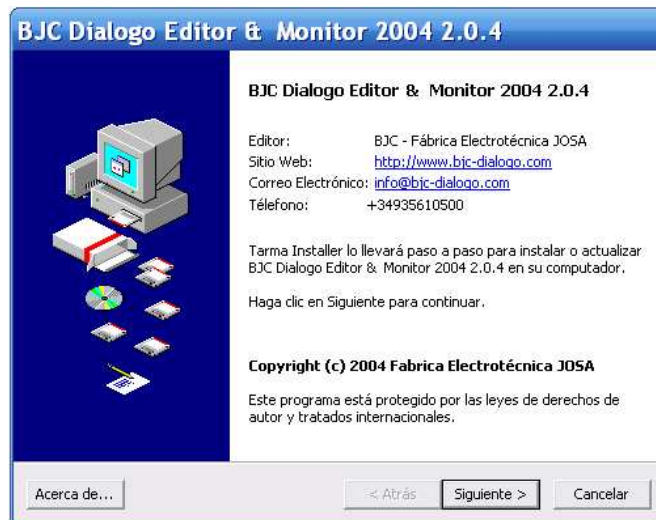 BJC Dialogo Editor & Monitor 2004 2.0.4
BJC Dialogo Editor & Monitor 2004 2.0.4
Editor: BJC - Fábrica Electrotécnica JOSA
Sitio Web: http://www.bjc-dialogo.com
Correo Electrónico: info@bjc-dialogo.com
Télefono: +34935610500
Tarma Installer lo llevará paso a paso para instalar o actualizar
BJC Dialogo Editor & Monitor 2004 2.0.4 en su computador.
Haga clic en Siguiente para continuar.
Copyright (c) 2004 Fabrica Electrotécnica JOSA
Este programa está protegido por las leyes de derechos de
autor y tratados internacionales.
Acerca de... < Atrás Siguiente > Cancelar